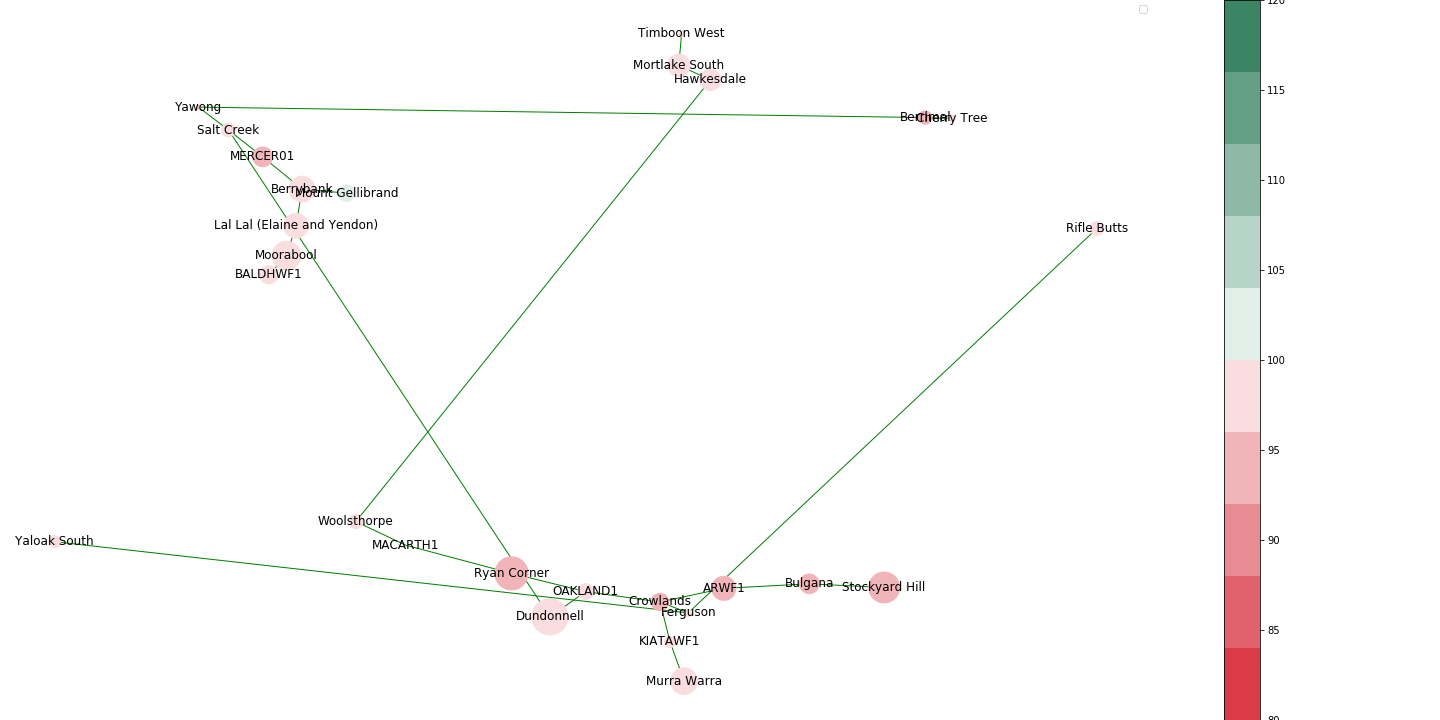 Timboon West
Mortlake South
Hawkesdale
Yawong
Cherry Tree
Salt Creek
MERCER01
Berrybank
Mount Gellibrand
Lal Lal (Elaine and Yendon)
Rifle Butts
Moorabool
BALDHWF1
Woolsthorpe
Yaloak South
MACARTH1
Ryan Corner
OAKLAND1
Crowlands
ARWF1
Bulgana
Stockyard Hill
Ferguson
Dundonnell
KIATAWF1
Murra Warra
120
115
110
105
100
95
90
85
80